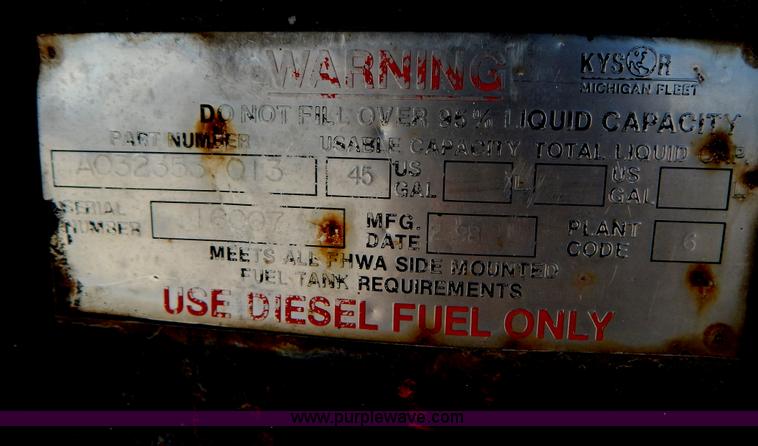 WARNING
KYSOR
MICHIGAN FLEET
DO NOT FILL OVER 95% LIQUID CAPACITY
PART NUMBER USABLE CAPACITY TOTAL LIQUID CAP.
45 US GAL L US GAL L
SERIAL NUMBER MFG. DATE 2 98 PLANT CODE 6
MEETS ALL FHWA SIDE MOUNTED
FUEL TANK REQUIREMENTS
USE DIESEL FUEL ONLY
www.purplewave.com